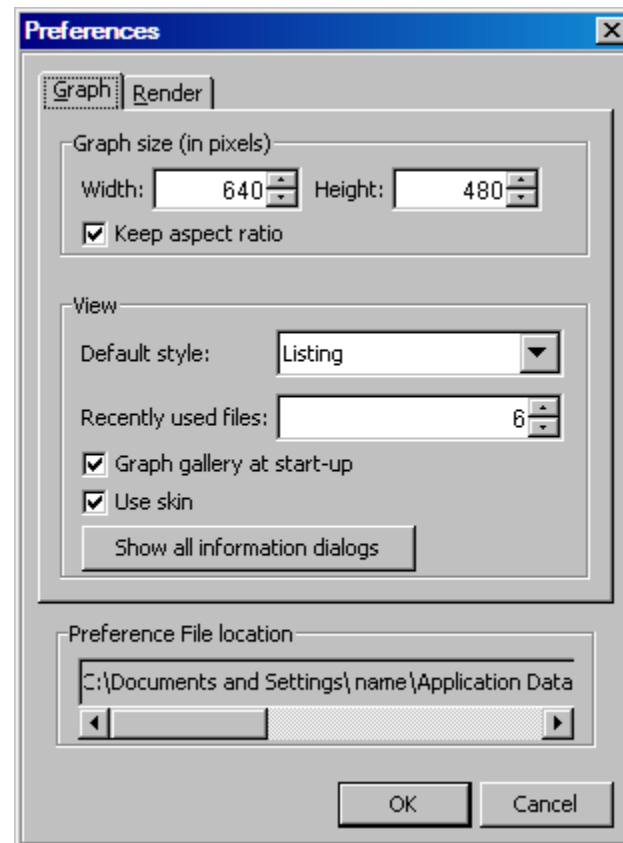 Preferences
Graph Render
Graph size (in pixels)
Width: 640 Height: 480
Keep aspect ratio
View
Default style: Listing
Recently used files: 6
Graph gallery at start-up
Use skin
Show all information dialogs
Preference File location
C:\Documents and Settings\ name\Application Data
OK Cancel